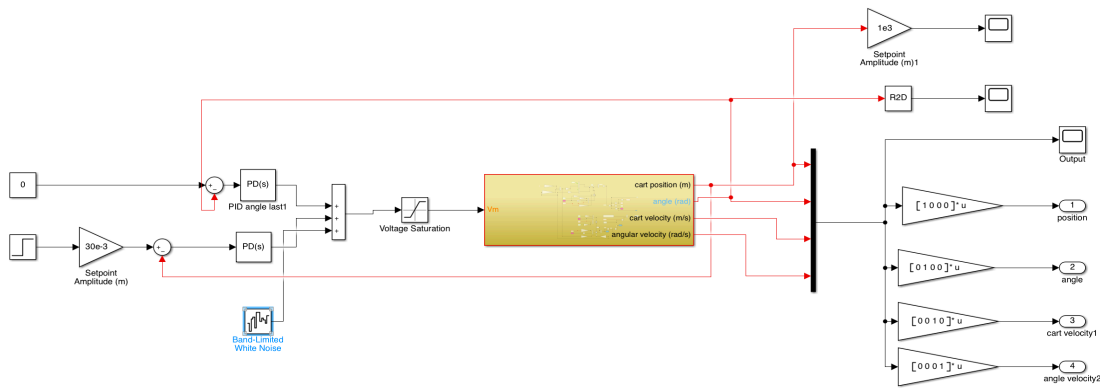 1e3
Setpoint
Amplitude (m)1
R2D
Output
0
+
_
PD(s)
PID angle last1
+
+
+
Voltage Saturation
Vm
cart position (m)
angle (rad)
cart velocity (m/s)
angular velocity (rad/s)
[1 0 0 0]* u
1
position
30e-3
Setpoint
Amplitude (m)
+
_
PD(s)
[0 1 0 0]* u
2
angle
Band-Limited
White Noise
[0 0 1 0]* u
3
cart velocity1
[0 0 0 1]* u
4
angle velocity2